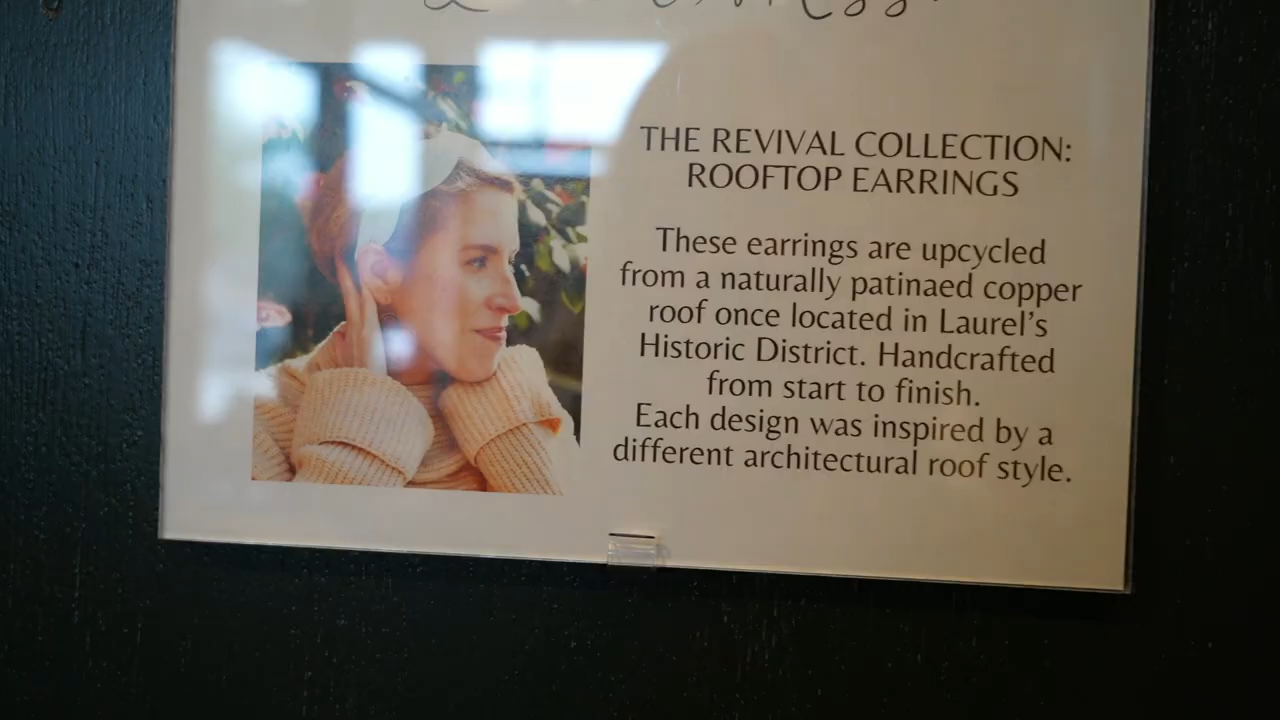 THE REVIVAL COLLECTION:
ROOFTOP EARRINGS
These earrings are upcycled
from a naturally patinaed copper
roof once located in Laurel's
Historic District. Handcrafted
from start to finish.
Each design was inspired by a
different architectural roof style.